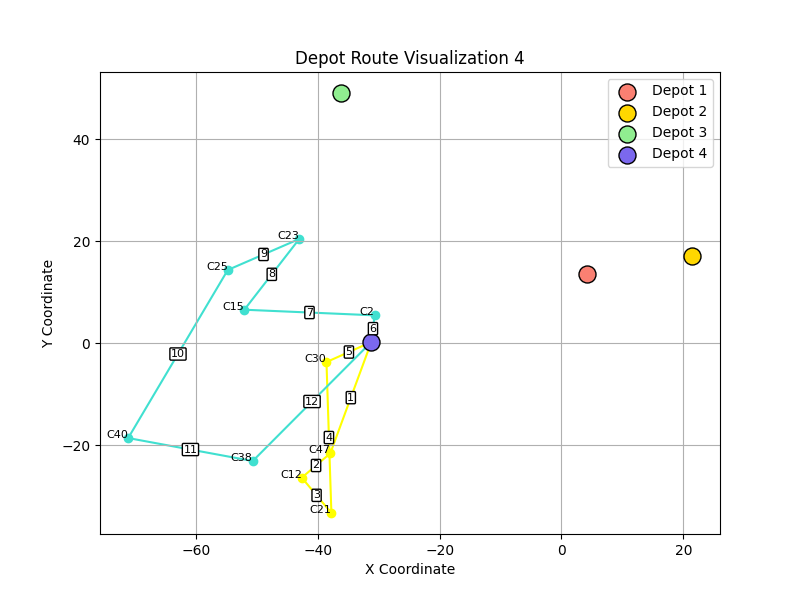 Depot Route Visualization 4
Depot 1
Depot 2
Depot 3
Depot 4
Y Coordinate
40
20
0
−20
C23
9
C25
8
C15
7
C2
6
10
5
C30
12
1
C40
11
4
C47
C38
2
C12
3
C21
−60
−40
−20
0
20
X Coordinate